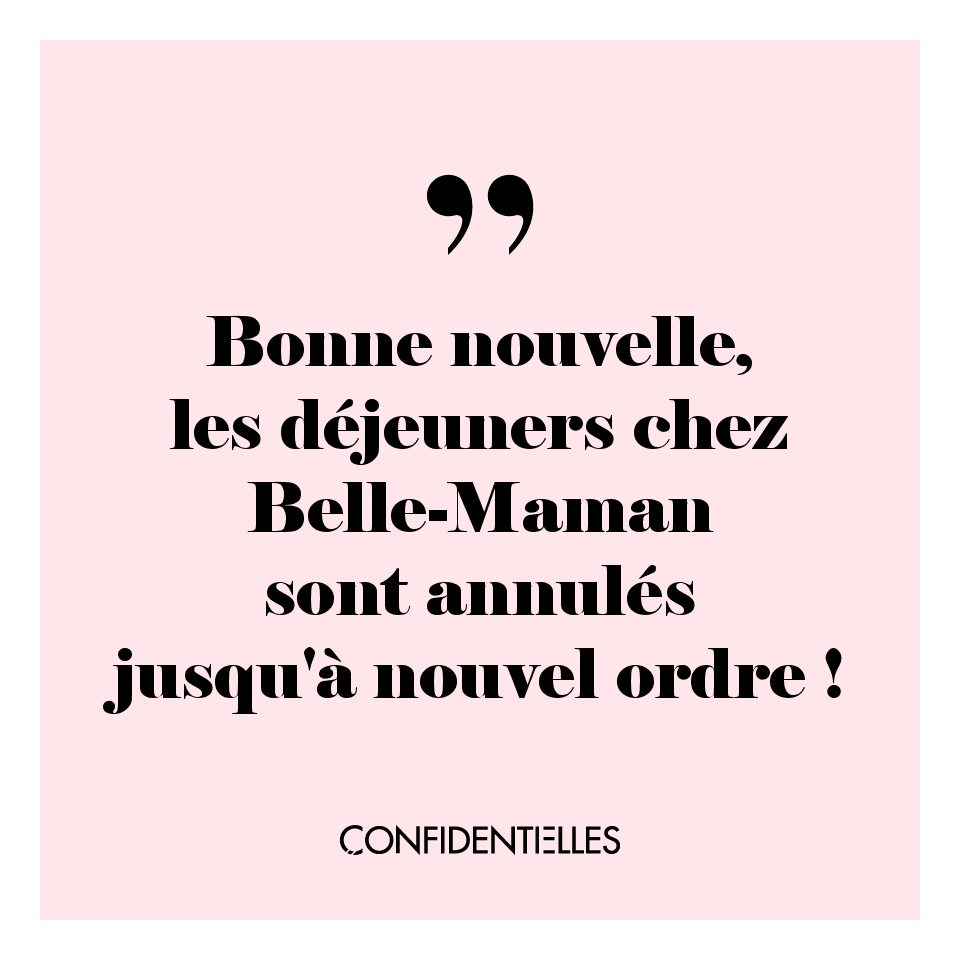 ”
Bonne nouvelle,
les déjeuners chez
Belle-Maman
sont annulés
jusqu'à nouvel ordre !
CONFIDENTIELLES